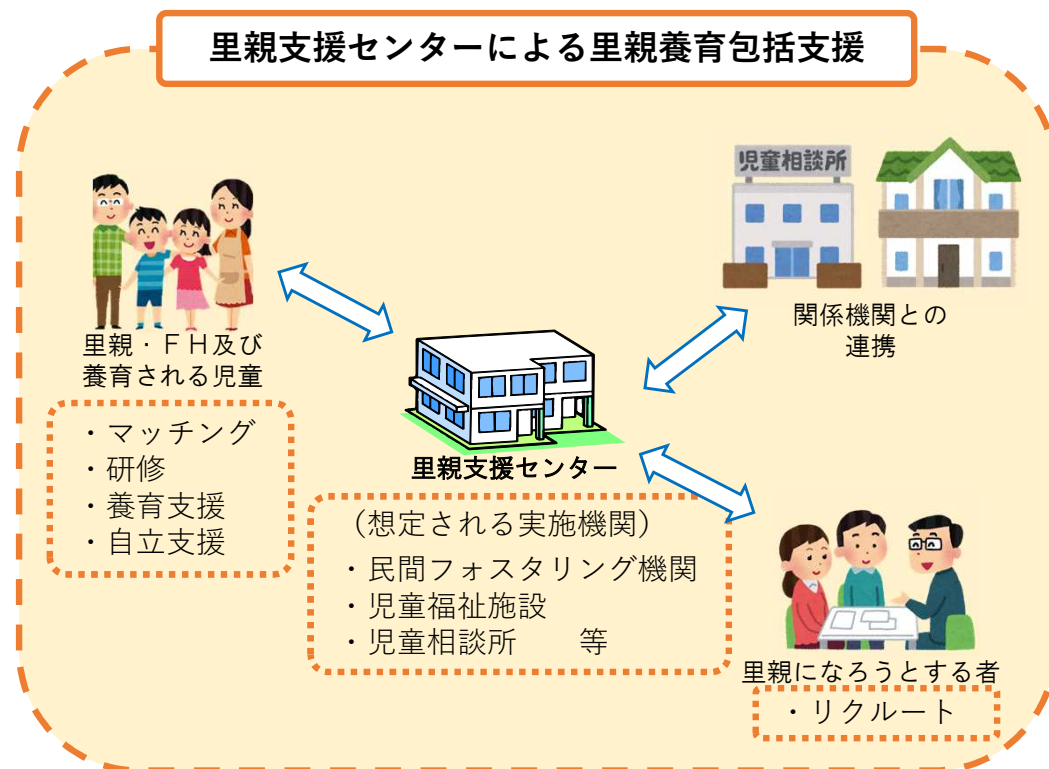 里親支援センターによる里親養育包括支援
児童相談所
関係機関との
連携
里親・ＦＨ及び
養育される児童
・マッチング
・研修
・養育支援
・自立支援
里親支援センター
（想定される実施機関）
・民間フォスタリング機関
・児童福祉施設
・児童相談所　　等
里親になろうとする者
・リクルート